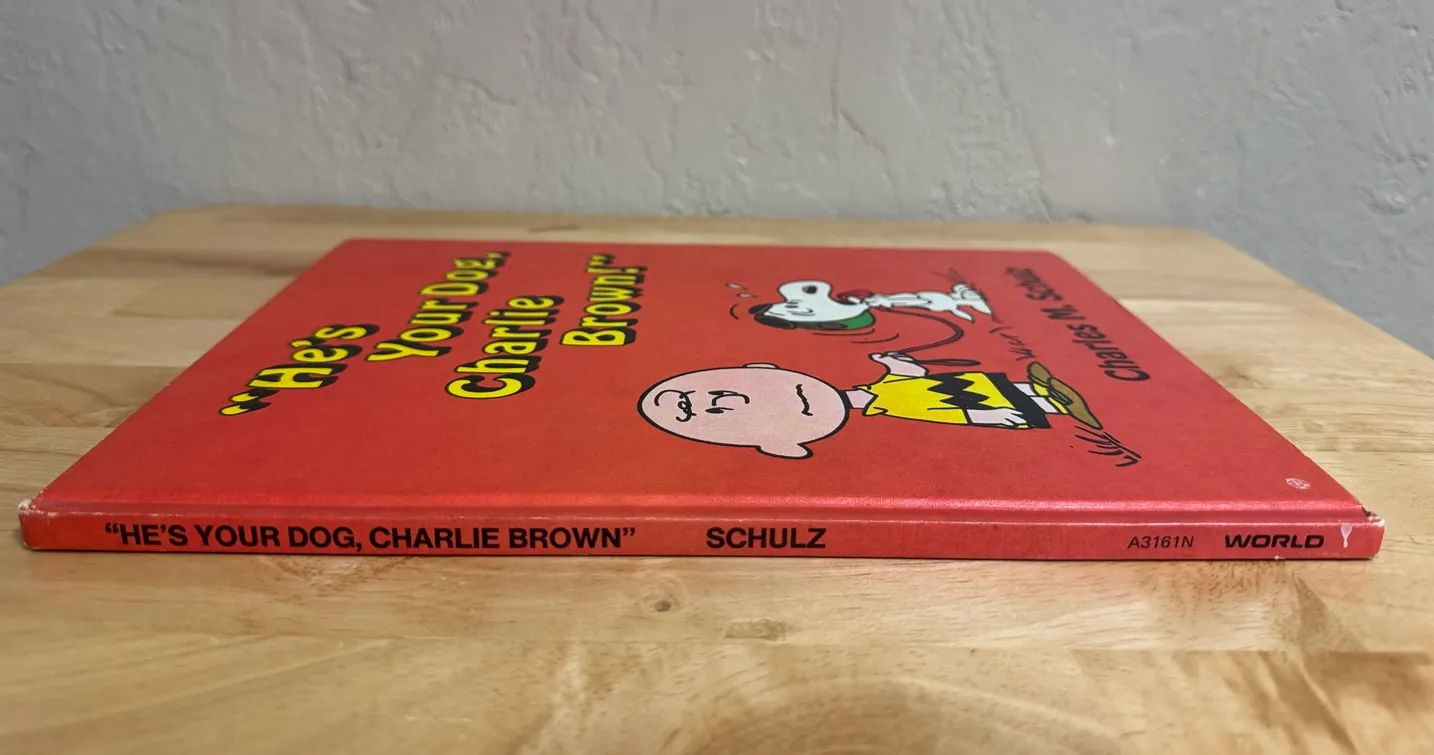 "He's
Your Dog,
Charlie
Brown!"
Charles M. Schulz
"HE'S YOUR DOG, CHARLIE BROWN" SCHULZ A3161N WORLD